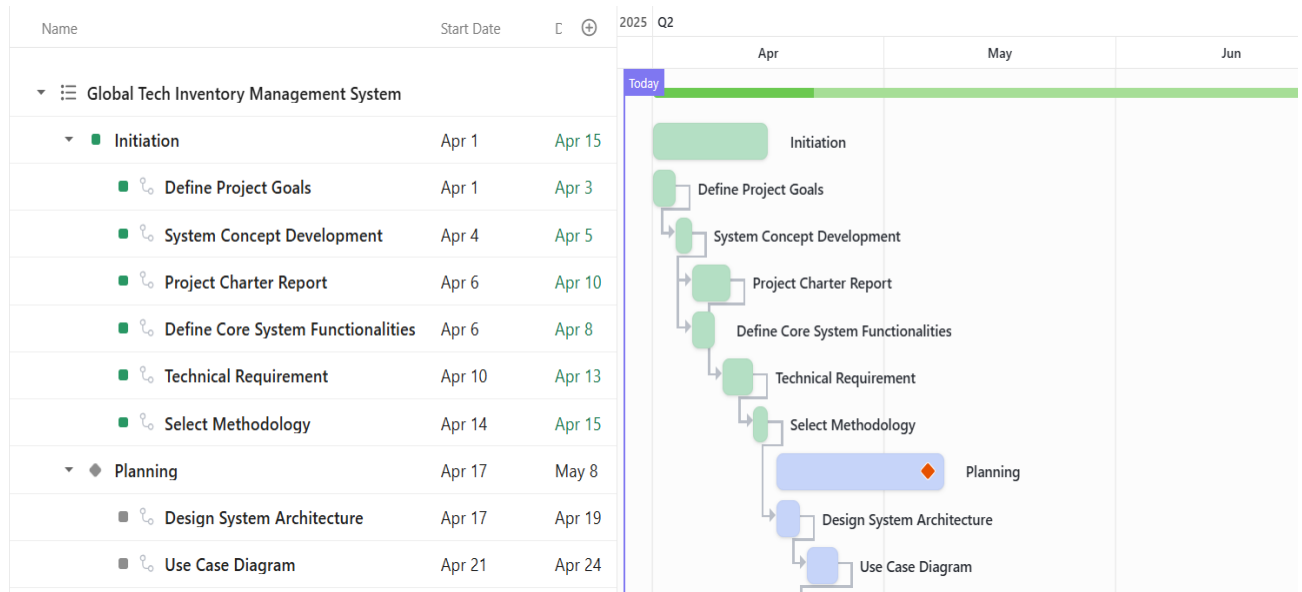 Name Start Date D 2025 Q2
Apr May Jun
Today
Global Tech Inventory Management System
Initiation Apr 1 Apr 15 Initiation
Define Project Goals Apr 1 Apr 3 Define Project Goals
System Concept Development Apr 4 Apr 5 System Concept Development
Project Charter Report Apr 6 Apr 10 Project Charter Report
Define Core System Functionalities Apr 6 Apr 8 Define Core System Functionalities
Technical Requirement Apr 10 Apr 13 Technical Requirement
Select Methodology Apr 14 Apr 15 Select Methodology
Planning Apr 17 May 8 Planning
Design System Architecture Apr 17 Apr 19 Design System Architecture
Use Case Diagram Apr 21 Apr 24 Use Case Diagram